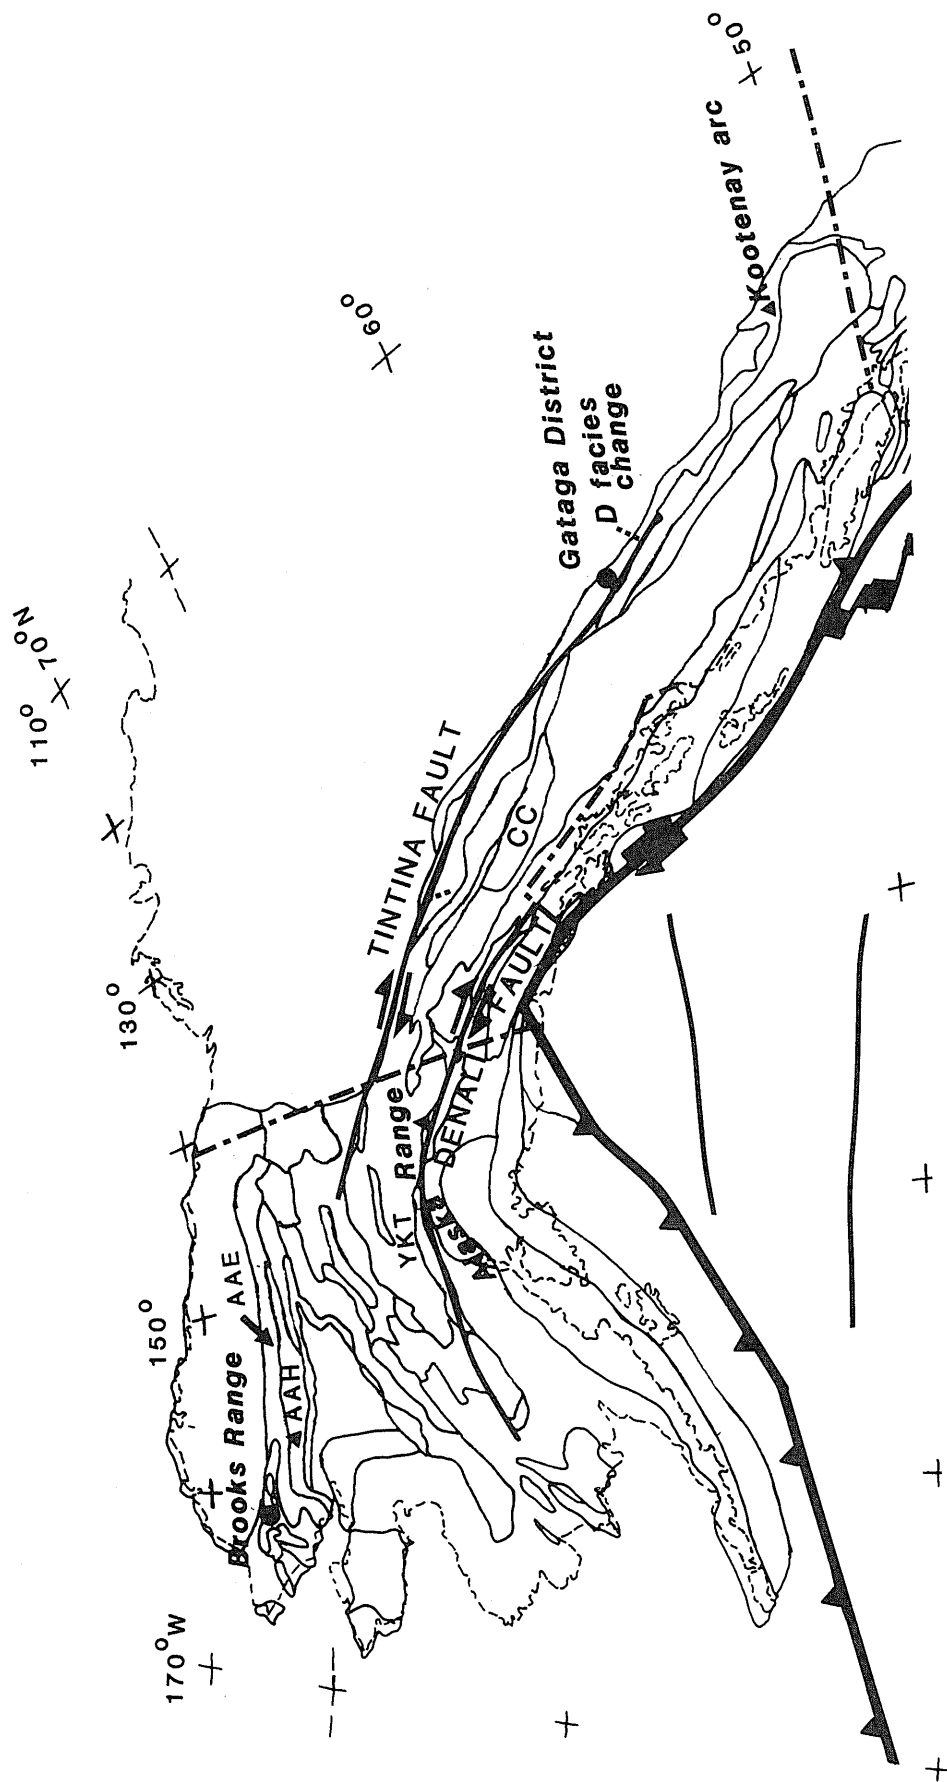 170°W
150°
130°
110°
70°N
60°
50°
Brooks Range
AAE
AAH
YKT
Range
Alaska
DENALI FAULT
TINTINA FAULT
CC
Gataga District
D facies
change
Kootenay arc